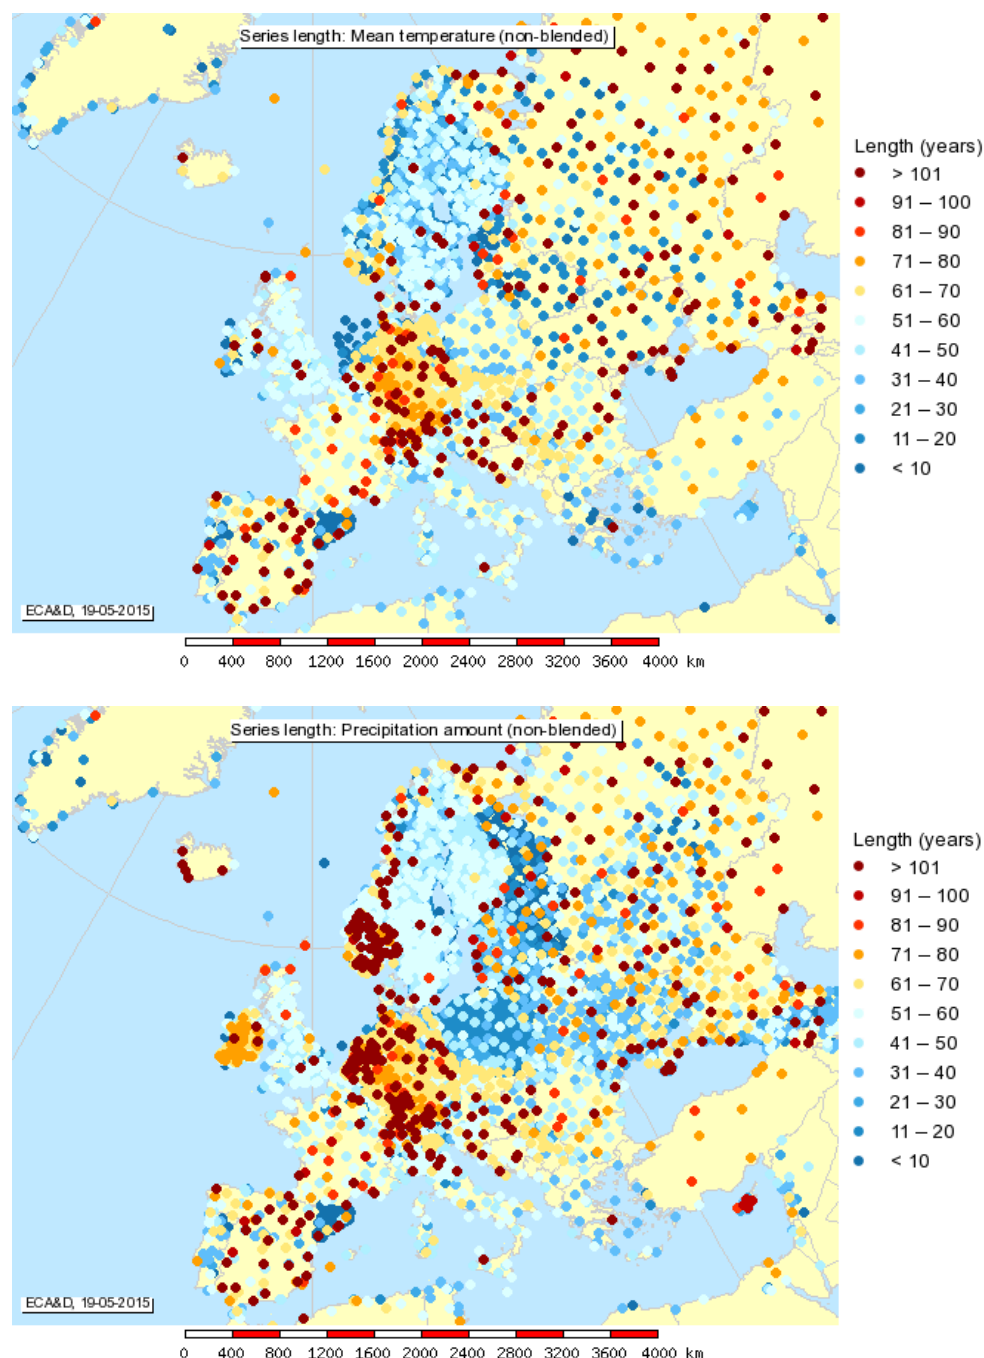 Series length: Mean temperature (non-blended)
Length (years)
> 101
91 – 100
81 – 90
71 – 80
61 – 70
51 – 60
41 – 50
31 – 40
21 – 30
11 – 20
< 10
ECA&D, 19-05-2015
0 400 800 1200 1600 2000 2400 2800 3200 3600 4000 km
Series length: Precipitation amount (non-blended)
Length (years)
> 101
91 – 100
81 – 90
71 – 80
61 – 70
51 – 60
41 – 50
31 – 40
21 – 30
11 – 20
< 10
ECA&D, 19-05-2015
0 400 800 1200 1600 2000 2400 2800 3200 3600 4000 km